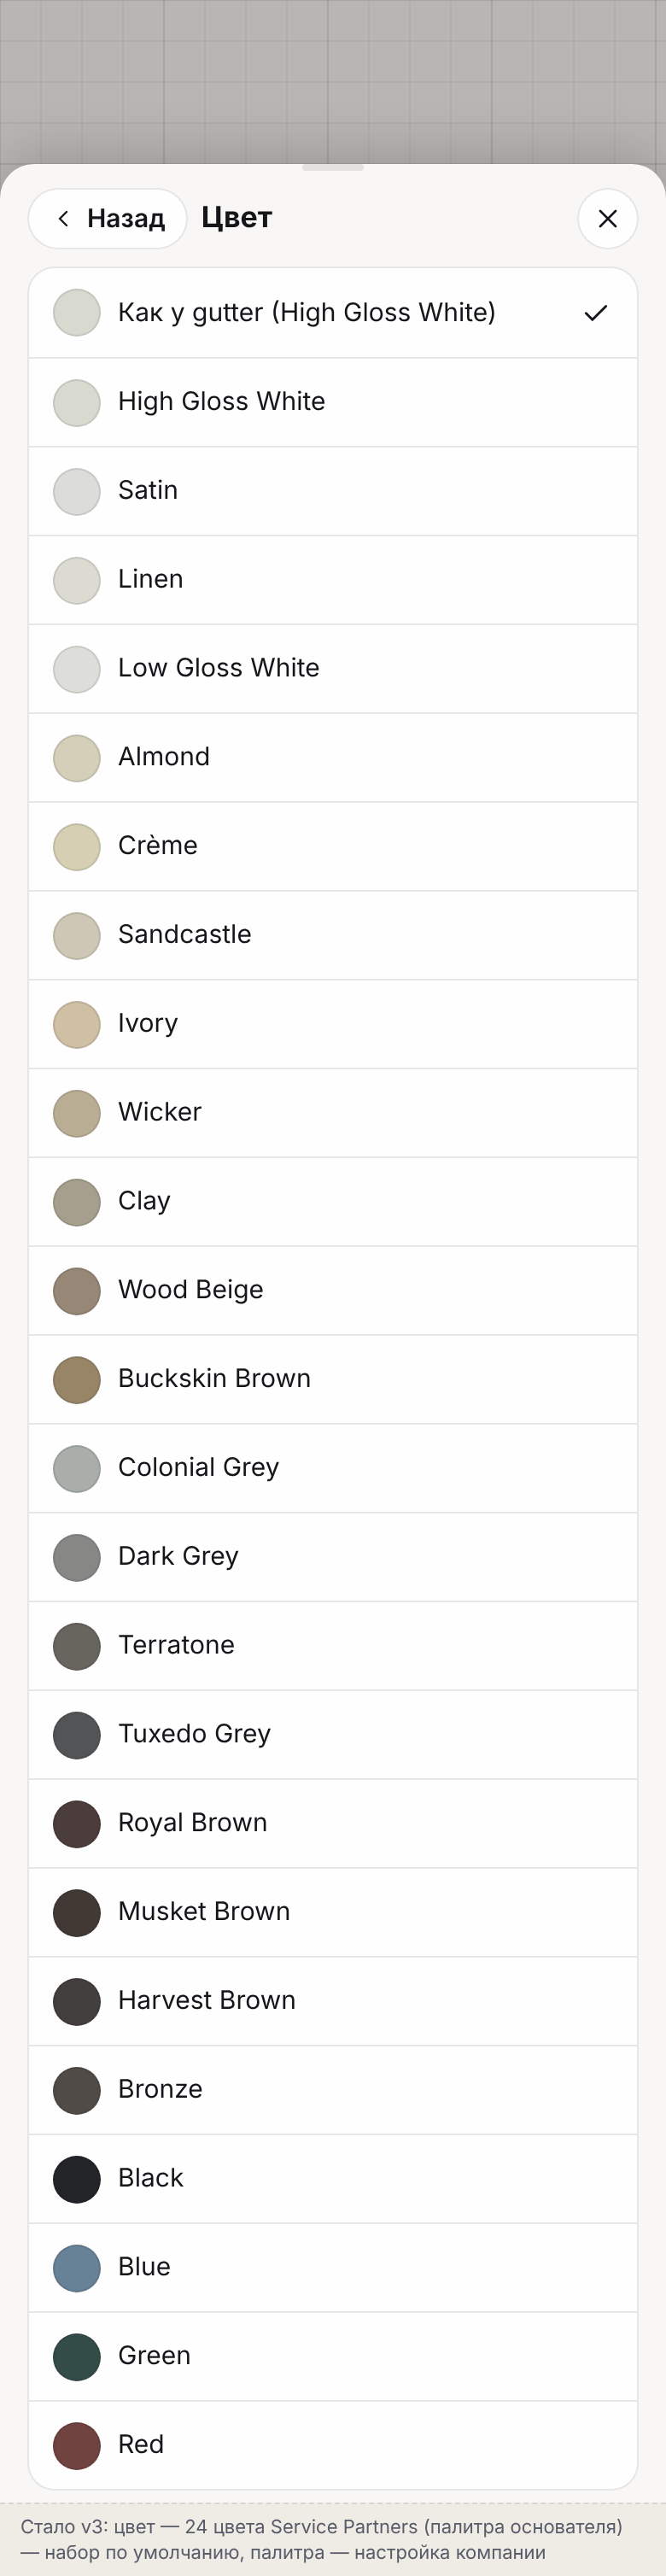 Назад
Цвет
Как у gutter (High Gloss White)
High Gloss White
Satin
Linen
Low Gloss White
Almond
Crème
Sandcastle
Ivory
Wicker
Clay
Wood Beige
Buckskin Brown
Colonial Grey
Dark Grey
Terratone
Tuxedo Grey
Royal Brown
Musket Brown
Harvest Brown
Bronze
Black
Blue
Green
Red
Стало v3: цвет — 24 цвета Service Partners (палитра основателя)
— набор по умолчанию, палитра — настройка компании